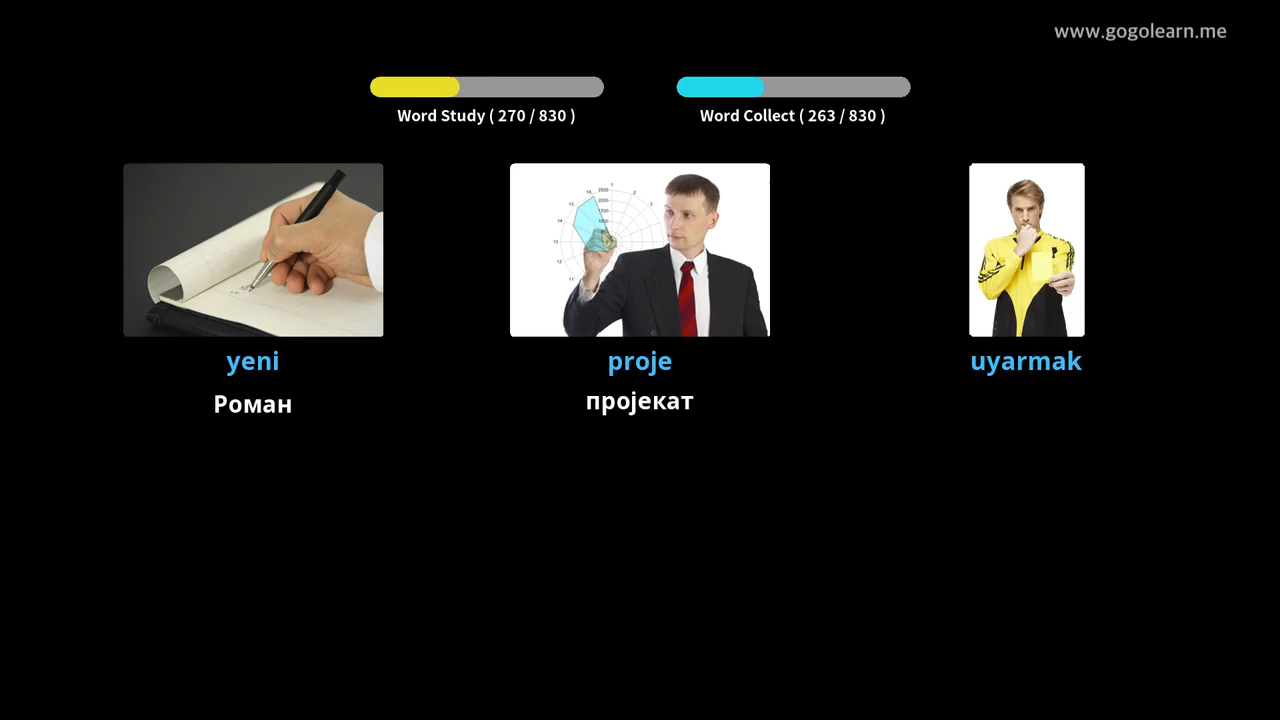 www.gogolearn.me
Word Study ( 270 / 830 )
Word Collect ( 263 / 830 )
yeni
proje
uyarmak
Роман
пројекат